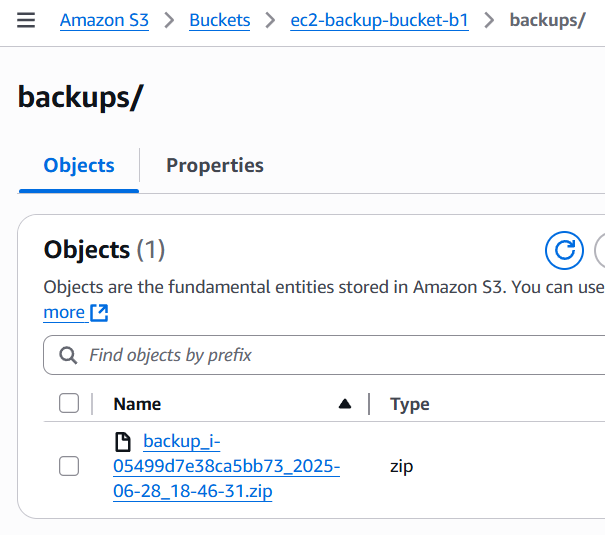 Amazon S3 > Buckets > ec2-backup-bucket-b1 > backups/
backups/
Objects Properties
Objects (1)
Objects are the fundamental entities stored in Amazon S3. You can use
more
Find objects by prefix
Name Type
backup_i-
05499d7e38ca5bb73_2025- zip
06-28_18-46-31.zip